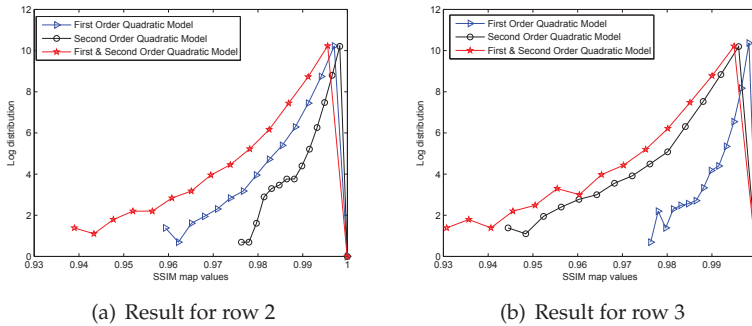 12
10
8
6
4
2
0
Log distribution
First Order Quadratic Model
Second Order Quadratic Model
First & Second Order Quadratic Model
0.93 0.94 0.95 0.96 0.97 0.98 0.99 1
SSIM map values
(a) Result for row 2
12
10
8
6
4
2
0
Log distribution
First Order Quadratic Model
Second Order Quadratic Model
First & Second Order Quadratic Model
0.93 0.94 0.95 0.96 0.97 0.98 0.99
SSIM map values
(b) Result for row 3